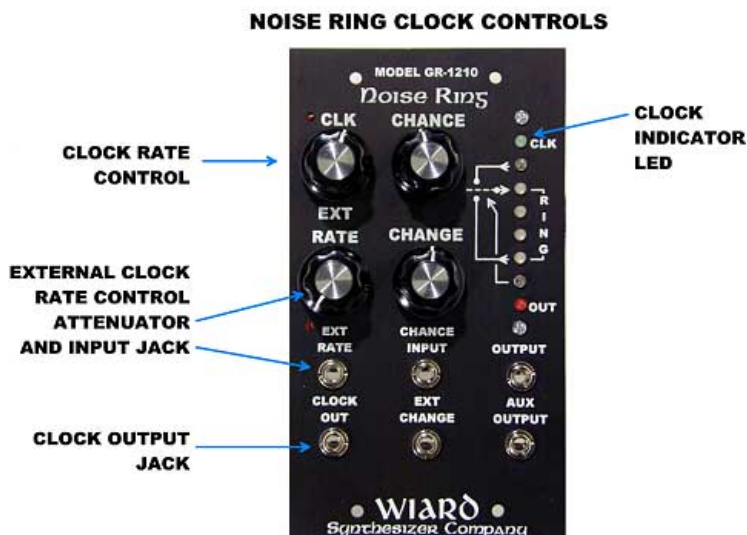 NOISE RING CLOCK CONTROLS
MODEL GR-1210
Noise Ring
CLK
CHANCE
CLOCK RATE
CONTROL
CLOCK
INDICATOR
LED
CLK
EXT
RATE
CHANGE
R
I
N
G
EXTERNAL CLOCK
RATE CONTROL
ATTENUATOR
AND INPUT JACK
OUT
EXT
RATE
CHANCE
INPUT
OUTPUT
CLOCK
OUT
EXT
CHANGE
AUX
OUTPUT
CLOCK OUTPUT
JACK
WIARD
Synthesizer Company